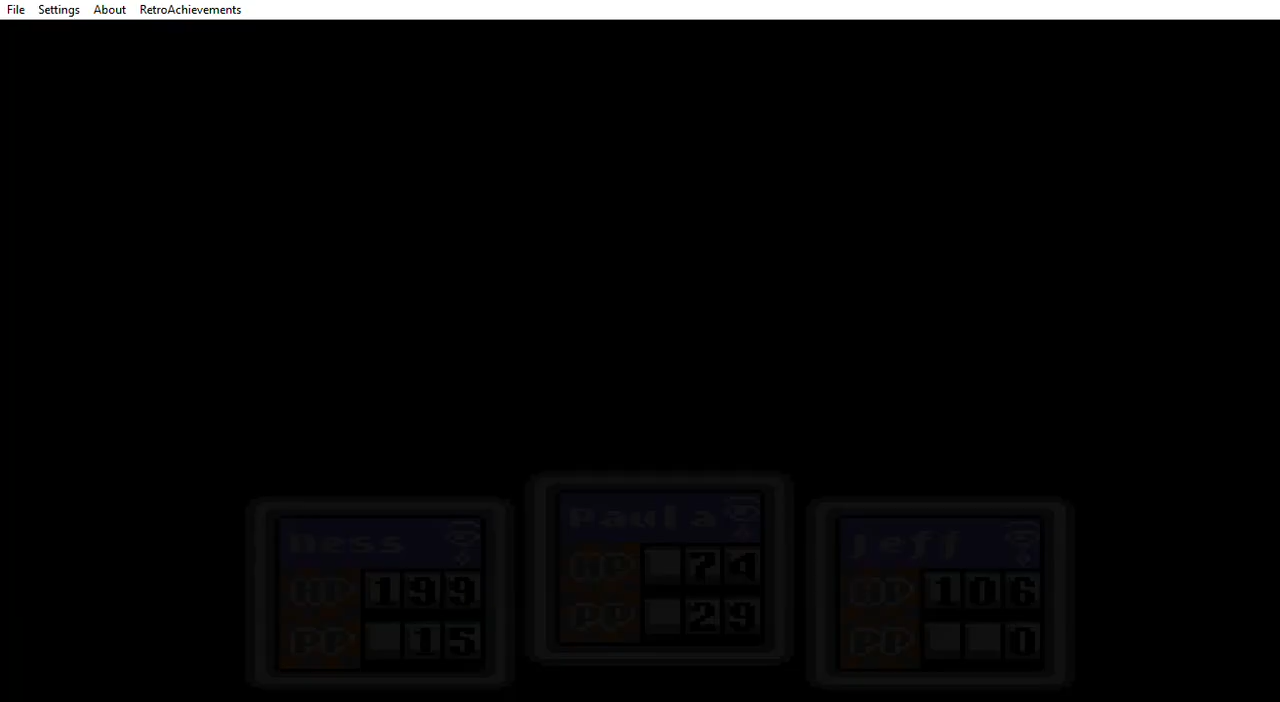 File Settings About RetroAchievements
Ness
HP 199
PP 15
Paula
HP 74
PP 29
Jeff
HP 106
PP 0